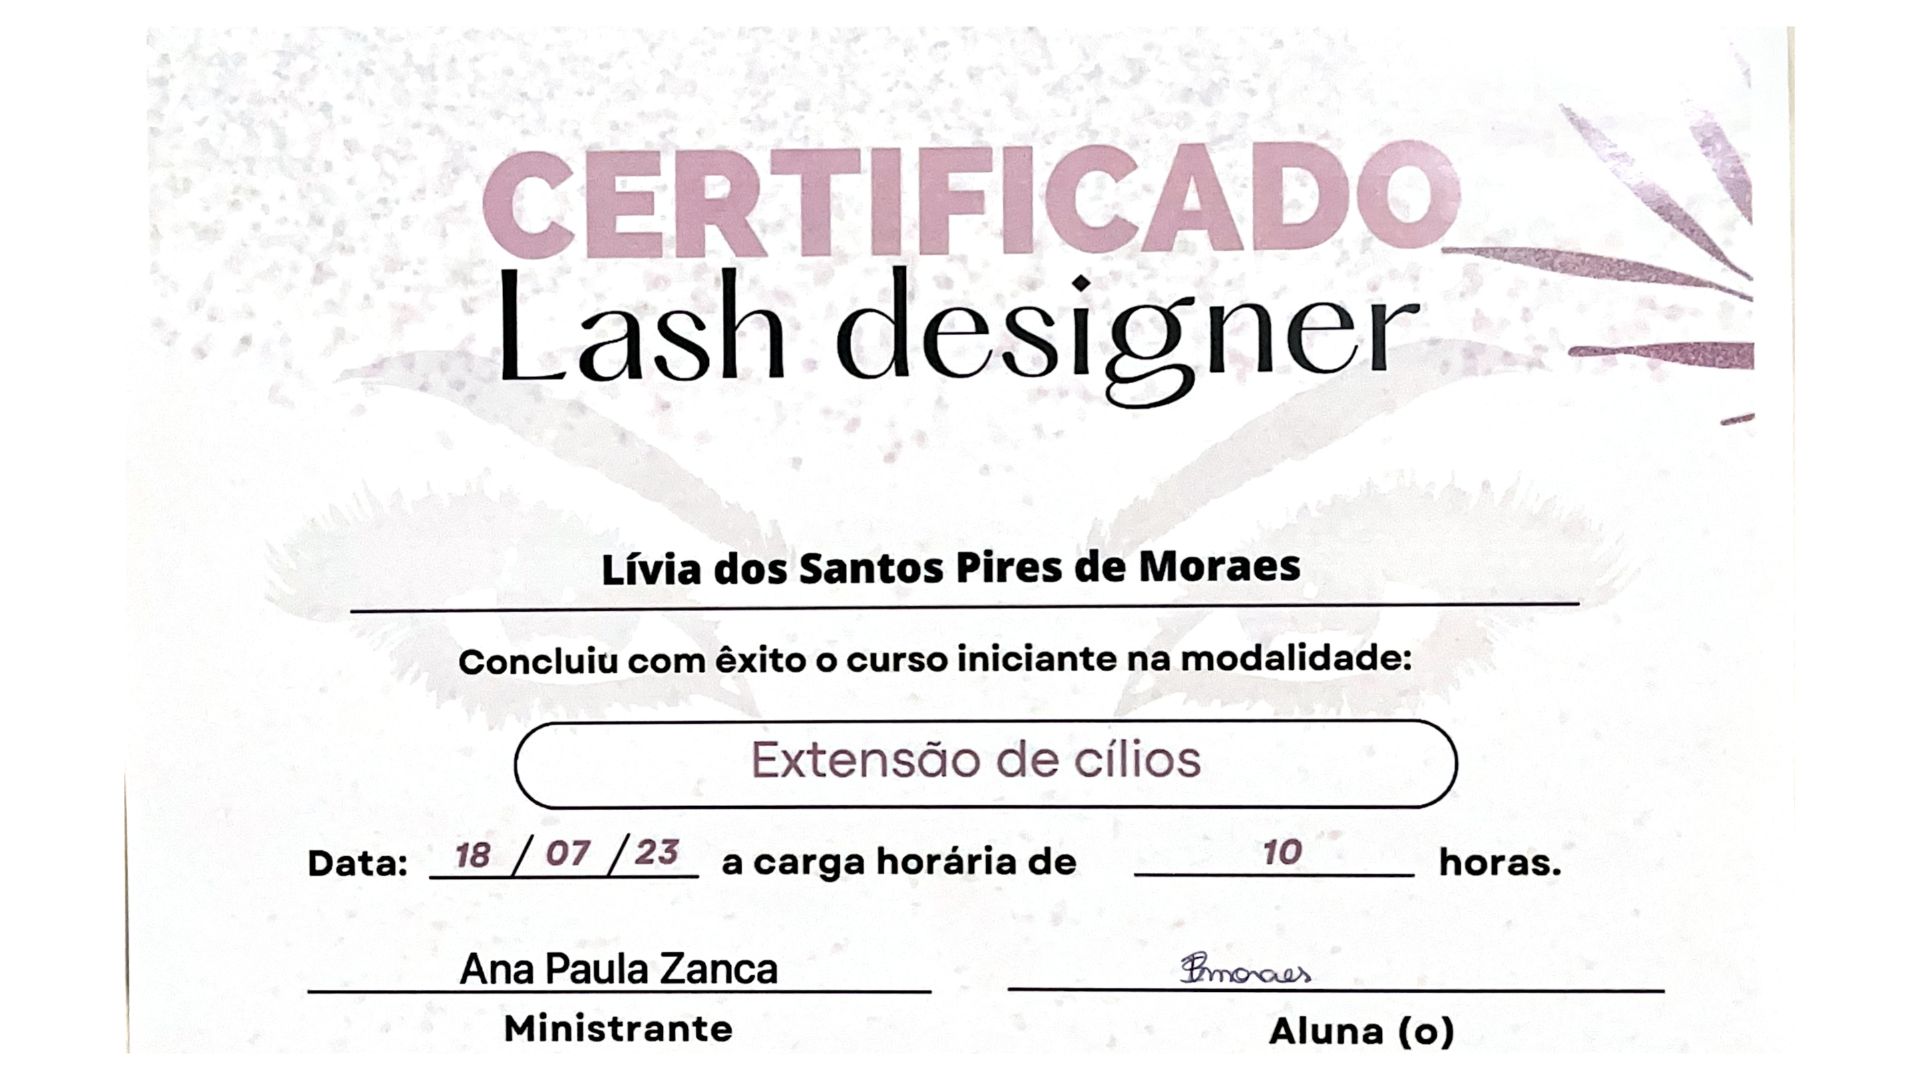 CERTIFICADO
Lash designer
Lívia dos Santos Pires de Moraes
Concluiu com êxito o curso iniciante na modalidade:
Extensão de cílios
Data: 18 / 07 / 23 a carga horária de 10 horas.
Ana Paula Zanca
Ministrante
Aluna (o)